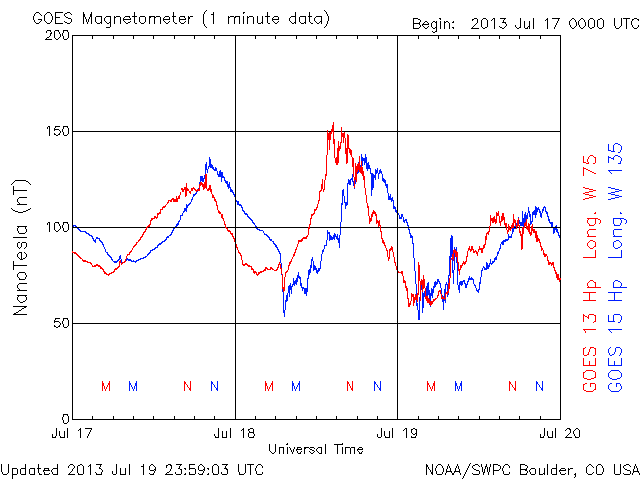 GOES Magnetometer (1 minute data)
Begin: 2013 Jul 17 0000 UTC
200
150
100
50
0
NanoTesla (nT)
M M N N M M N N M M N N
Jul 17 Jul 18 Jul 19 Jul 20
Universal Time
GOES 13 Hp Long. W 75
GOES 15 Hp Long. W 135
Updated 2013 Jul 19 23:59:03 UTC
NOAA/SWPC Boulder, CO USA